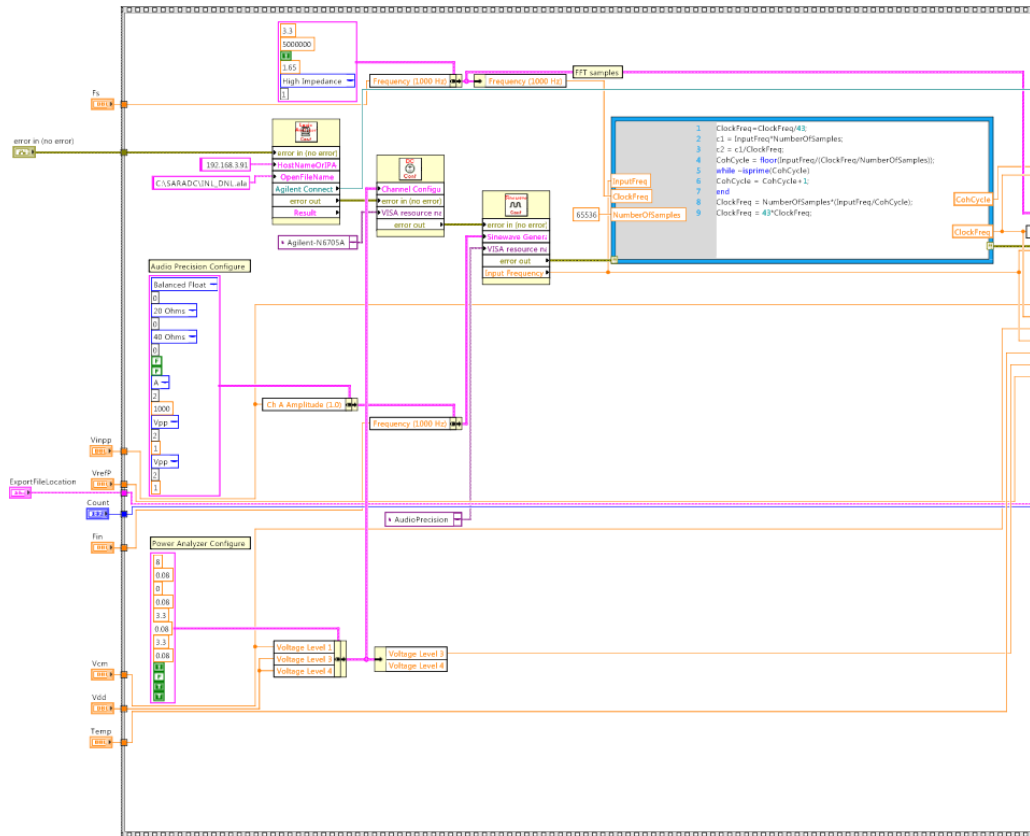 3.3
5000000
1.65
High Impedance
1
Frequency (1000 Hz)
Frequency (1000 Hz)
FFT samples
Fs
error in (no error)
error in (no error)
HostNameOrIPA
OpenFileName
Agilent Connect
error out
Result
192.168.3.91
C:\SARADC\INL_DNL.ala
DC
Conf
Channel Configu
error in (no error)
VISA resource na
error out
Agilent-N6705A
Conf
error in (no error)
Sinewave Genera
VISA resource na
error out
Input Frequency
65536
InputFreq
ClockFreq
NumberOfSamples
1 ClockFreq=ClockFreq/43;
2 c1 = InputFreq*NumberOfSamples;
3 c2 = c1/ClockFreq;
4 CohCycle = floor(InputFreq/(ClockFreq/NumberOfSamples));
5 while ~isprime(CohCycle)
6 CohCycle = CohCycle+1;
7 end
8 ClockFreq = NumberOfSamples*(InputFreq/CohCycle);
9 ClockFreq = 43*ClockFreq;
CohCycle
ClockFreq
Audio Precision Configure
Balanced Float
0
20 Ohms
0
40 Ohms
0
F
F
A
2
1000
Vpp
2
1
Vpp
2
1
Ch A Amplitude (1.0)
Frequency (1000 Hz)
Vinpp
VrefP
ExportFileLocation
Count
Fin
AudioPrecision
Power Analyzer Configure
8
0.08
0
0.08
3.3
0.08
3.3
0.08
T
F
T
T
Voltage Level 1
Voltage Level 3
Voltage Level 4
Voltage Level 3
Voltage Level 4
Vcm
Vdd
Temp